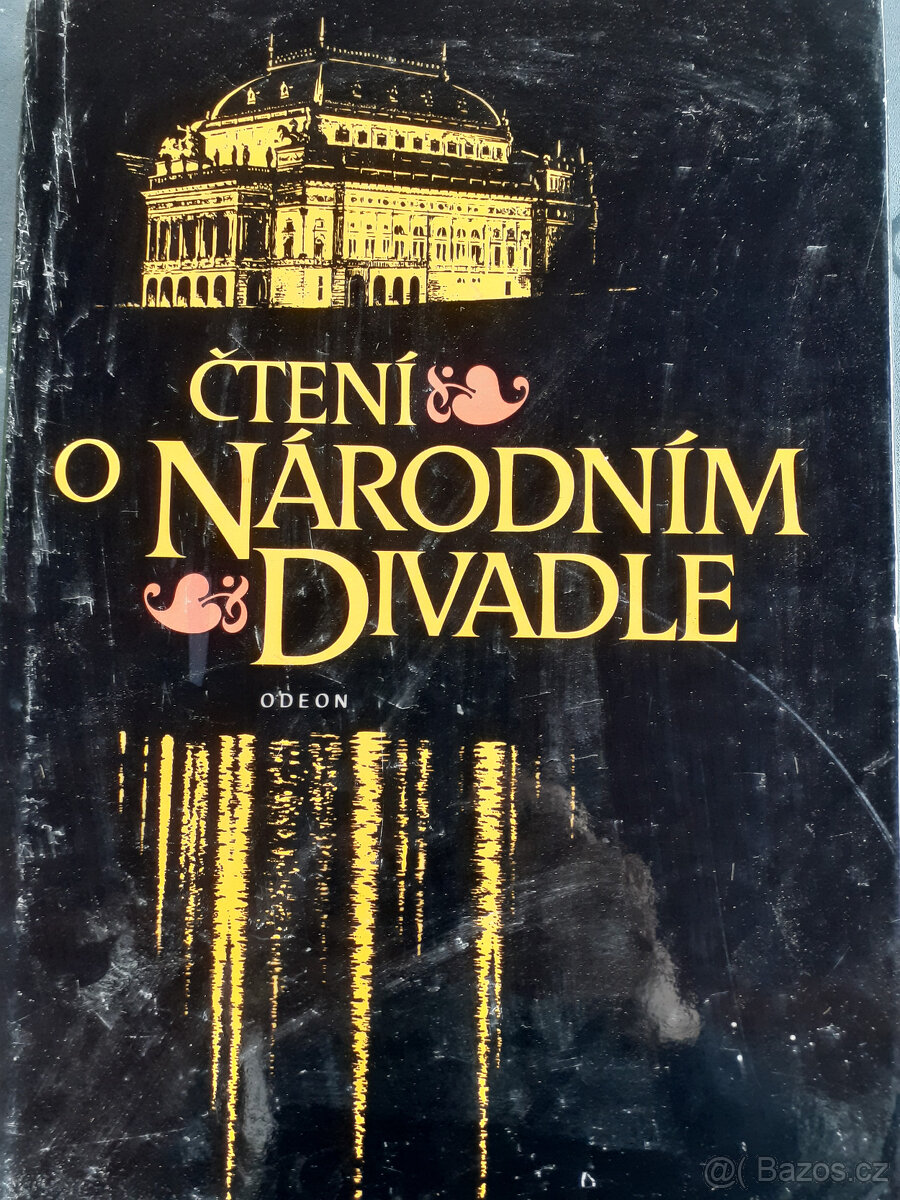 ČTENÍ
O NÁRODNÍM
DIVADLE
ODEON
@( Bazos.cz